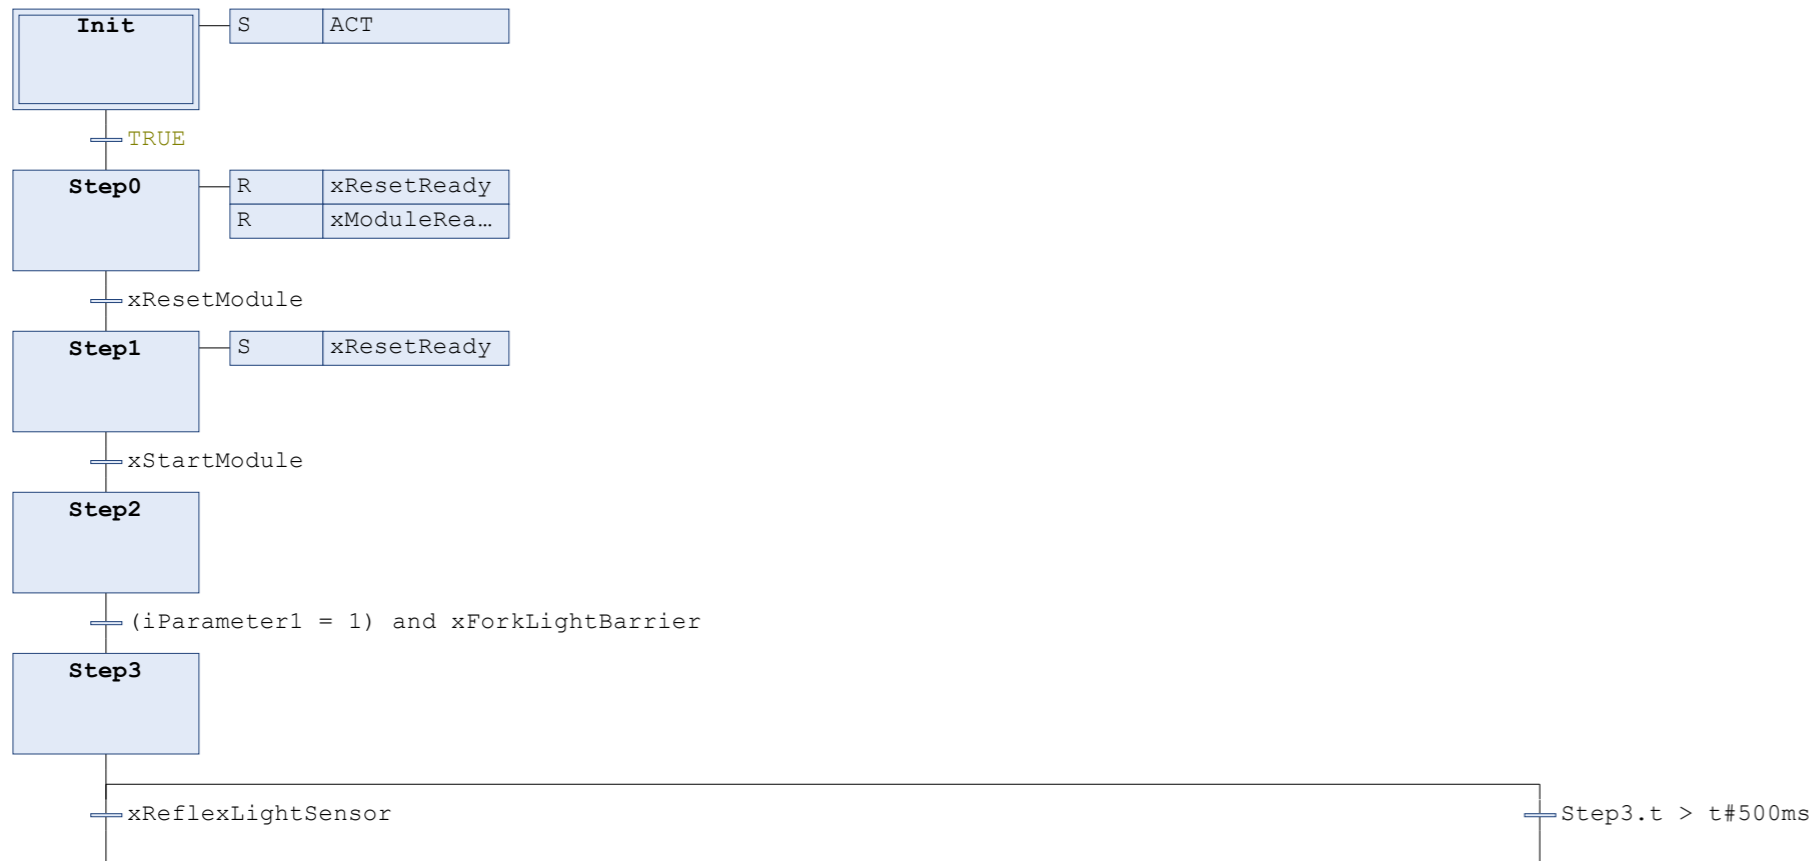 Init S ACT
TRUE
Step0 R xResetReady
R xModuleRea…
xResetModule
Step1 S xResetReady
xStartModule
Step2
(iParameter1 = 1) and xForkLightBarrier
Step3
xReflexLightSensor Step3.t > t#500ms